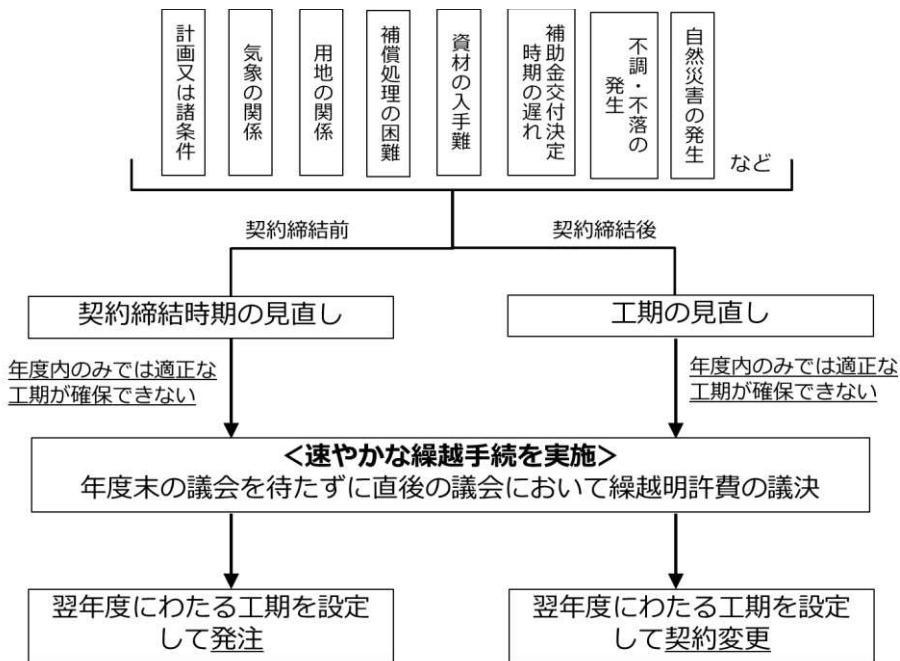 計画又は諸条件
気象の関係
用地の関係
補償処理の困難
資材の入手難
補助金交付決定
時期の遅れ
不調・不落の
発生
自然災害の発生
など
契約締結前
契約締結後
契約締結時期の見直し
工期の見直し
年度内のみでは適正な
工期が確保できない
年度内のみでは適正な
工期が確保できない
<速やかな繰越手続を実施>
年度末の議会を待たずに直後の議会において繰越明許費の議決
翌年度にわたる工期を設定
して発注
翌年度にわたる工期を設定
して契約変更